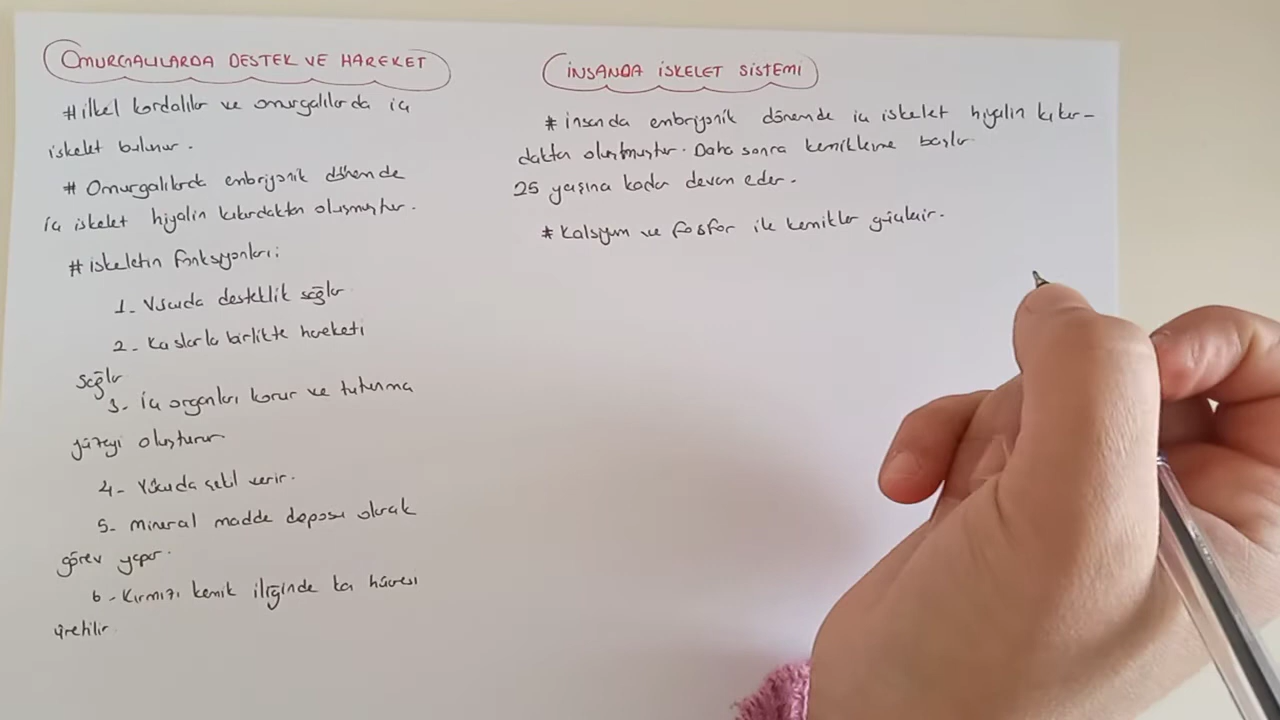 OMURGALILARDA DESTEK VE HAREKET
# İlkel kordalılar ve omurgalılarda iç
iskelet bulunur.
# Omurgalılarda embriyonik dönemde
iç iskelet hiyalin kıkırdaktan oluşmuştur.
# İskeletin fonksiyonları:
1- Vücuda desteklik sağlar
2- Kaslarla birlikte hareketi
sağlar
3- İç organları korur ve tutunma
yüzeyi oluşturur
4- Vücuda şekil verir.
5- Mineral madde deposu olarak
görev yapar.
6- Kırmızı kemik iliğinde kan hücresi
üretilir.
İNSANDA İSKELET SİSTEMİ
* İnsanda embriyonik dönemde iç iskelet hiyalin kıkır-
daktan oluşmuştur. Daha sonra kemikleşme başlar
25 yaşına kadar devam eder.
* Kalsiyum ve fosfor ile kemikler güçlenir.